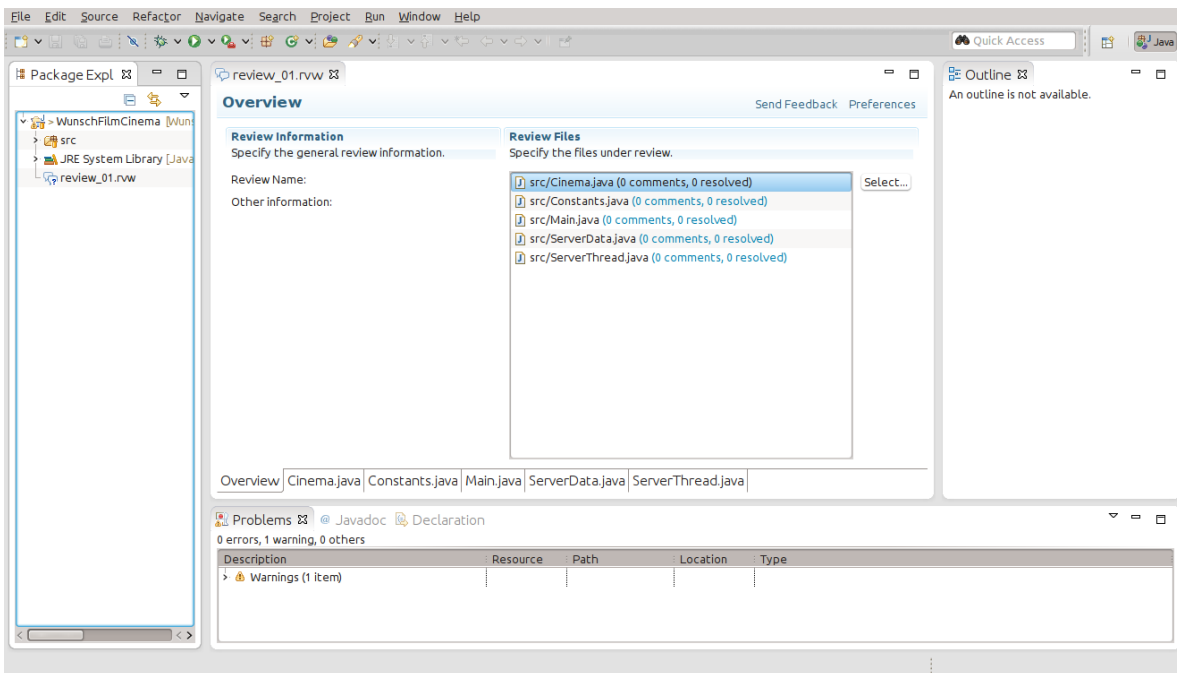 File Edit Source Refactor Navigate Search Project Run Window Help
Quick Access
Java
Package Expl
review_01.rvw
Outline
Overview
Send Feedback Preferences
An outline is not available.
> WunschFilmCinema [Wuns
src
JRE System Library [Java
review_01.rvw
Review Information
Specify the general review information.
Review Name:
Other information:
Review Files
Specify the files under review.
src/Cinema.java (0 comments, 0 resolved)
src/Constants.java (0 comments, 0 resolved)
src/Main.java (0 comments, 0 resolved)
src/ServerData.java (0 comments, 0 resolved)
src/ServerThread.java (0 comments, 0 resolved)
Select...
Overview Cinema.java Constants.java Main.java ServerData.java ServerThread.java
Problems @ Javadoc Declaration
0 errors, 1 warning, 0 others
Description Resource Path Location Type
Warnings (1 item)